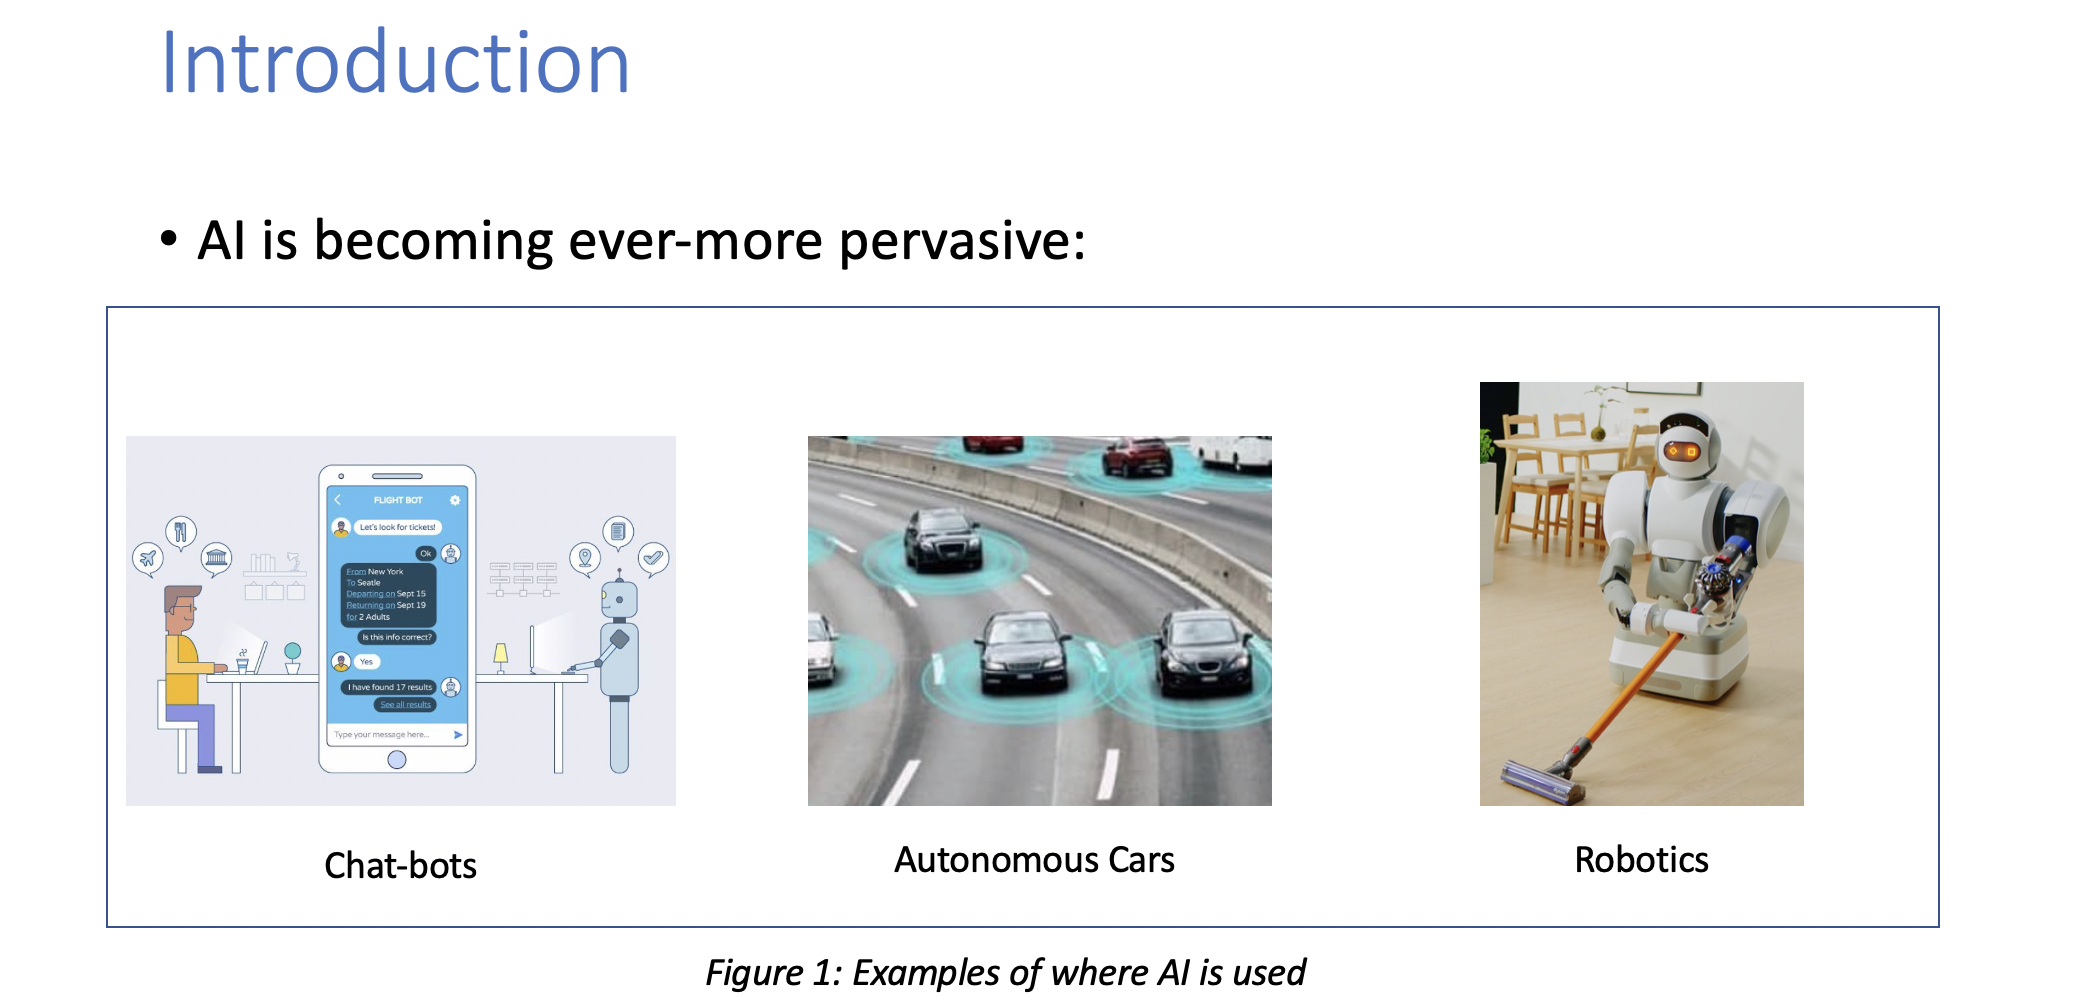 Introduction
• AI is becoming ever-more pervasive:
FLIGHT BOT
Let's look for tickets!
Ok
From New York
To Seatle
Departing on Sept 15
Returning on Sept 19
for 2 Adults
Is this info correct?
Yes
I have found 17 results
See all results
Type your message here...
Chat-bots
Autonomous Cars
Robotics
Figure 1: Examples of where AI is used